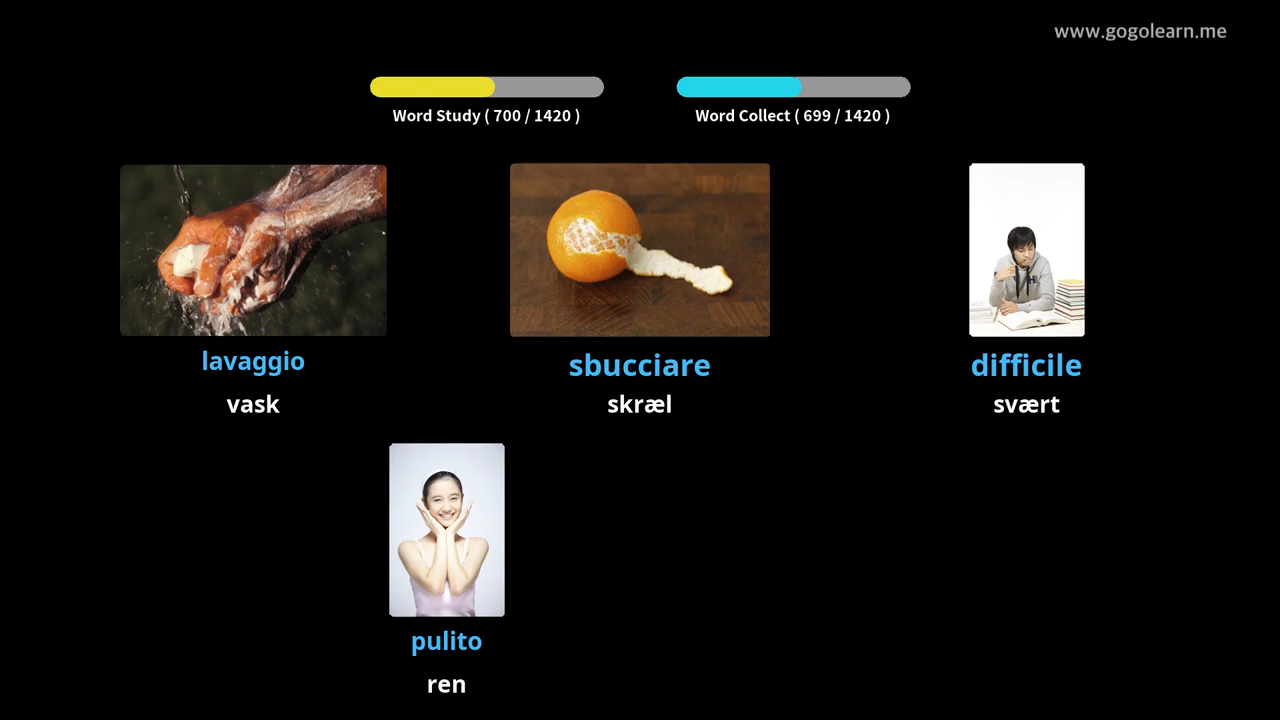 www.gogolearn.me
Word Study ( 700 / 1420 )
Word Collect ( 699 / 1420 )
lavaggio
vask
sbucciare
skræl
difficile
svært
pulito
ren